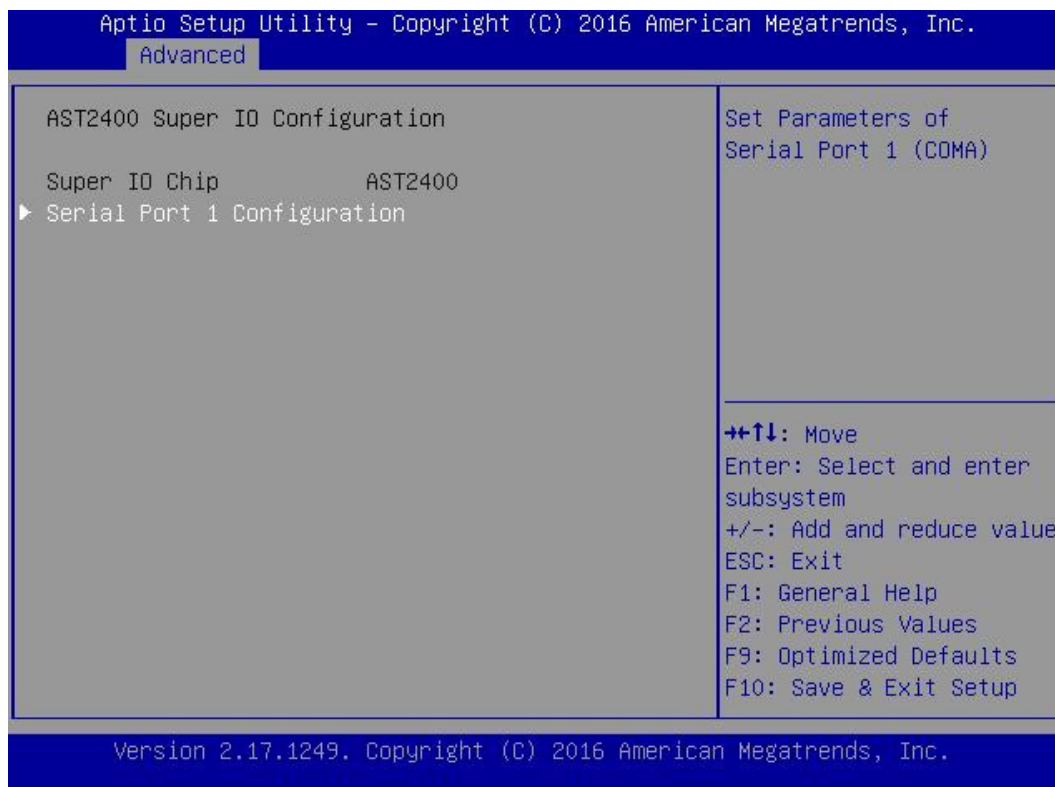 Aptio Setup Utility – Copyright (C) 2016 American Megatrends, Inc.
Advanced
AST2400 Super IO Configuration
Super IO Chip AST2400
▶ Serial Port 1 Configuration
Set Parameters of
Serial Port 1 (COMA)
→←↑↓: Move
Enter: Select and enter
subsystem
+/-: Add and reduce value
ESC: Exit
F1: General Help
F2: Previous Values
F9: Optimized Defaults
F10: Save & Exit Setup
Version 2.17.1249. Copyright (C) 2016 American Megatrends, Inc.